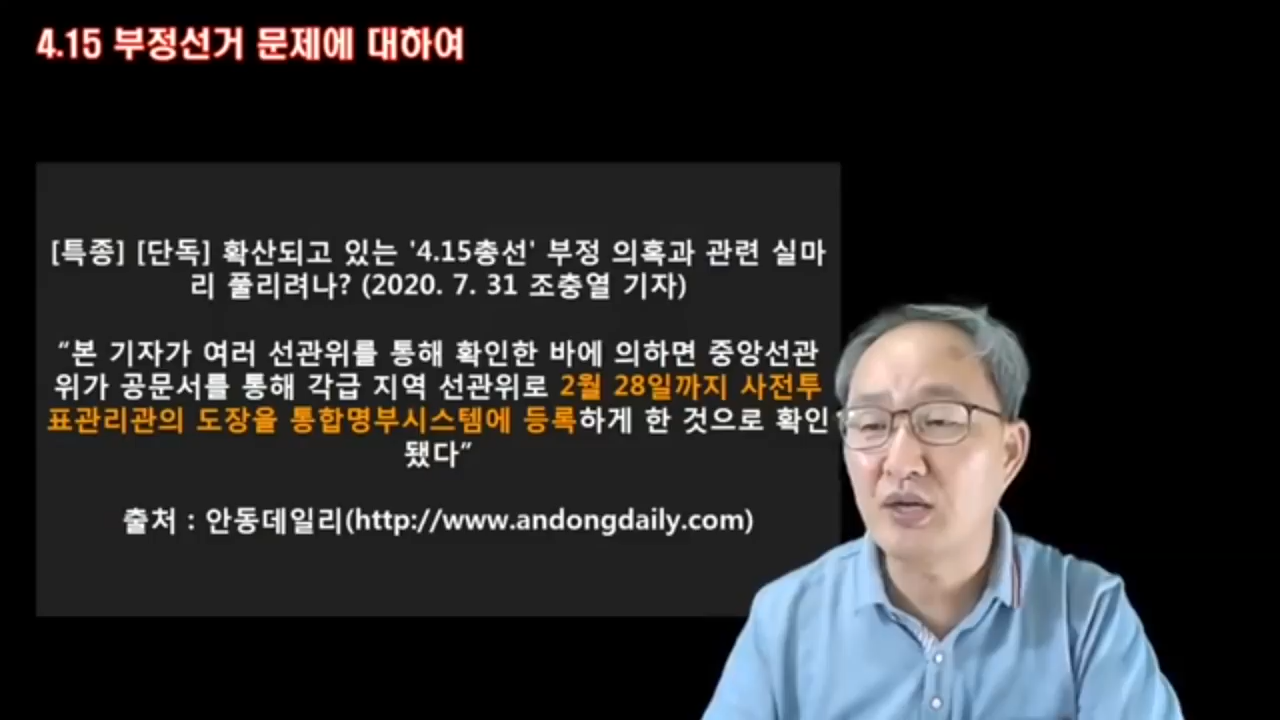 4.15 부정선거 문제에 대하여
[특종] [단독] 확산되고 있는 '4.15총선' 부정 의혹과 관련 실마
리 풀리려나? (2020. 7. 31 조충열 기자)
“본 기자가 여러 선관위를 통해 확인한 바에 의하면 중앙선관
위가 공문서를 통해 각급 지역 선관위로 2월 28일까지 사전투
표관리관의 도장을 통합명부시스템에 등록하게 한 것으로 확인
됐다”
출처 : 안동데일리(http://www.andongdaily.com)